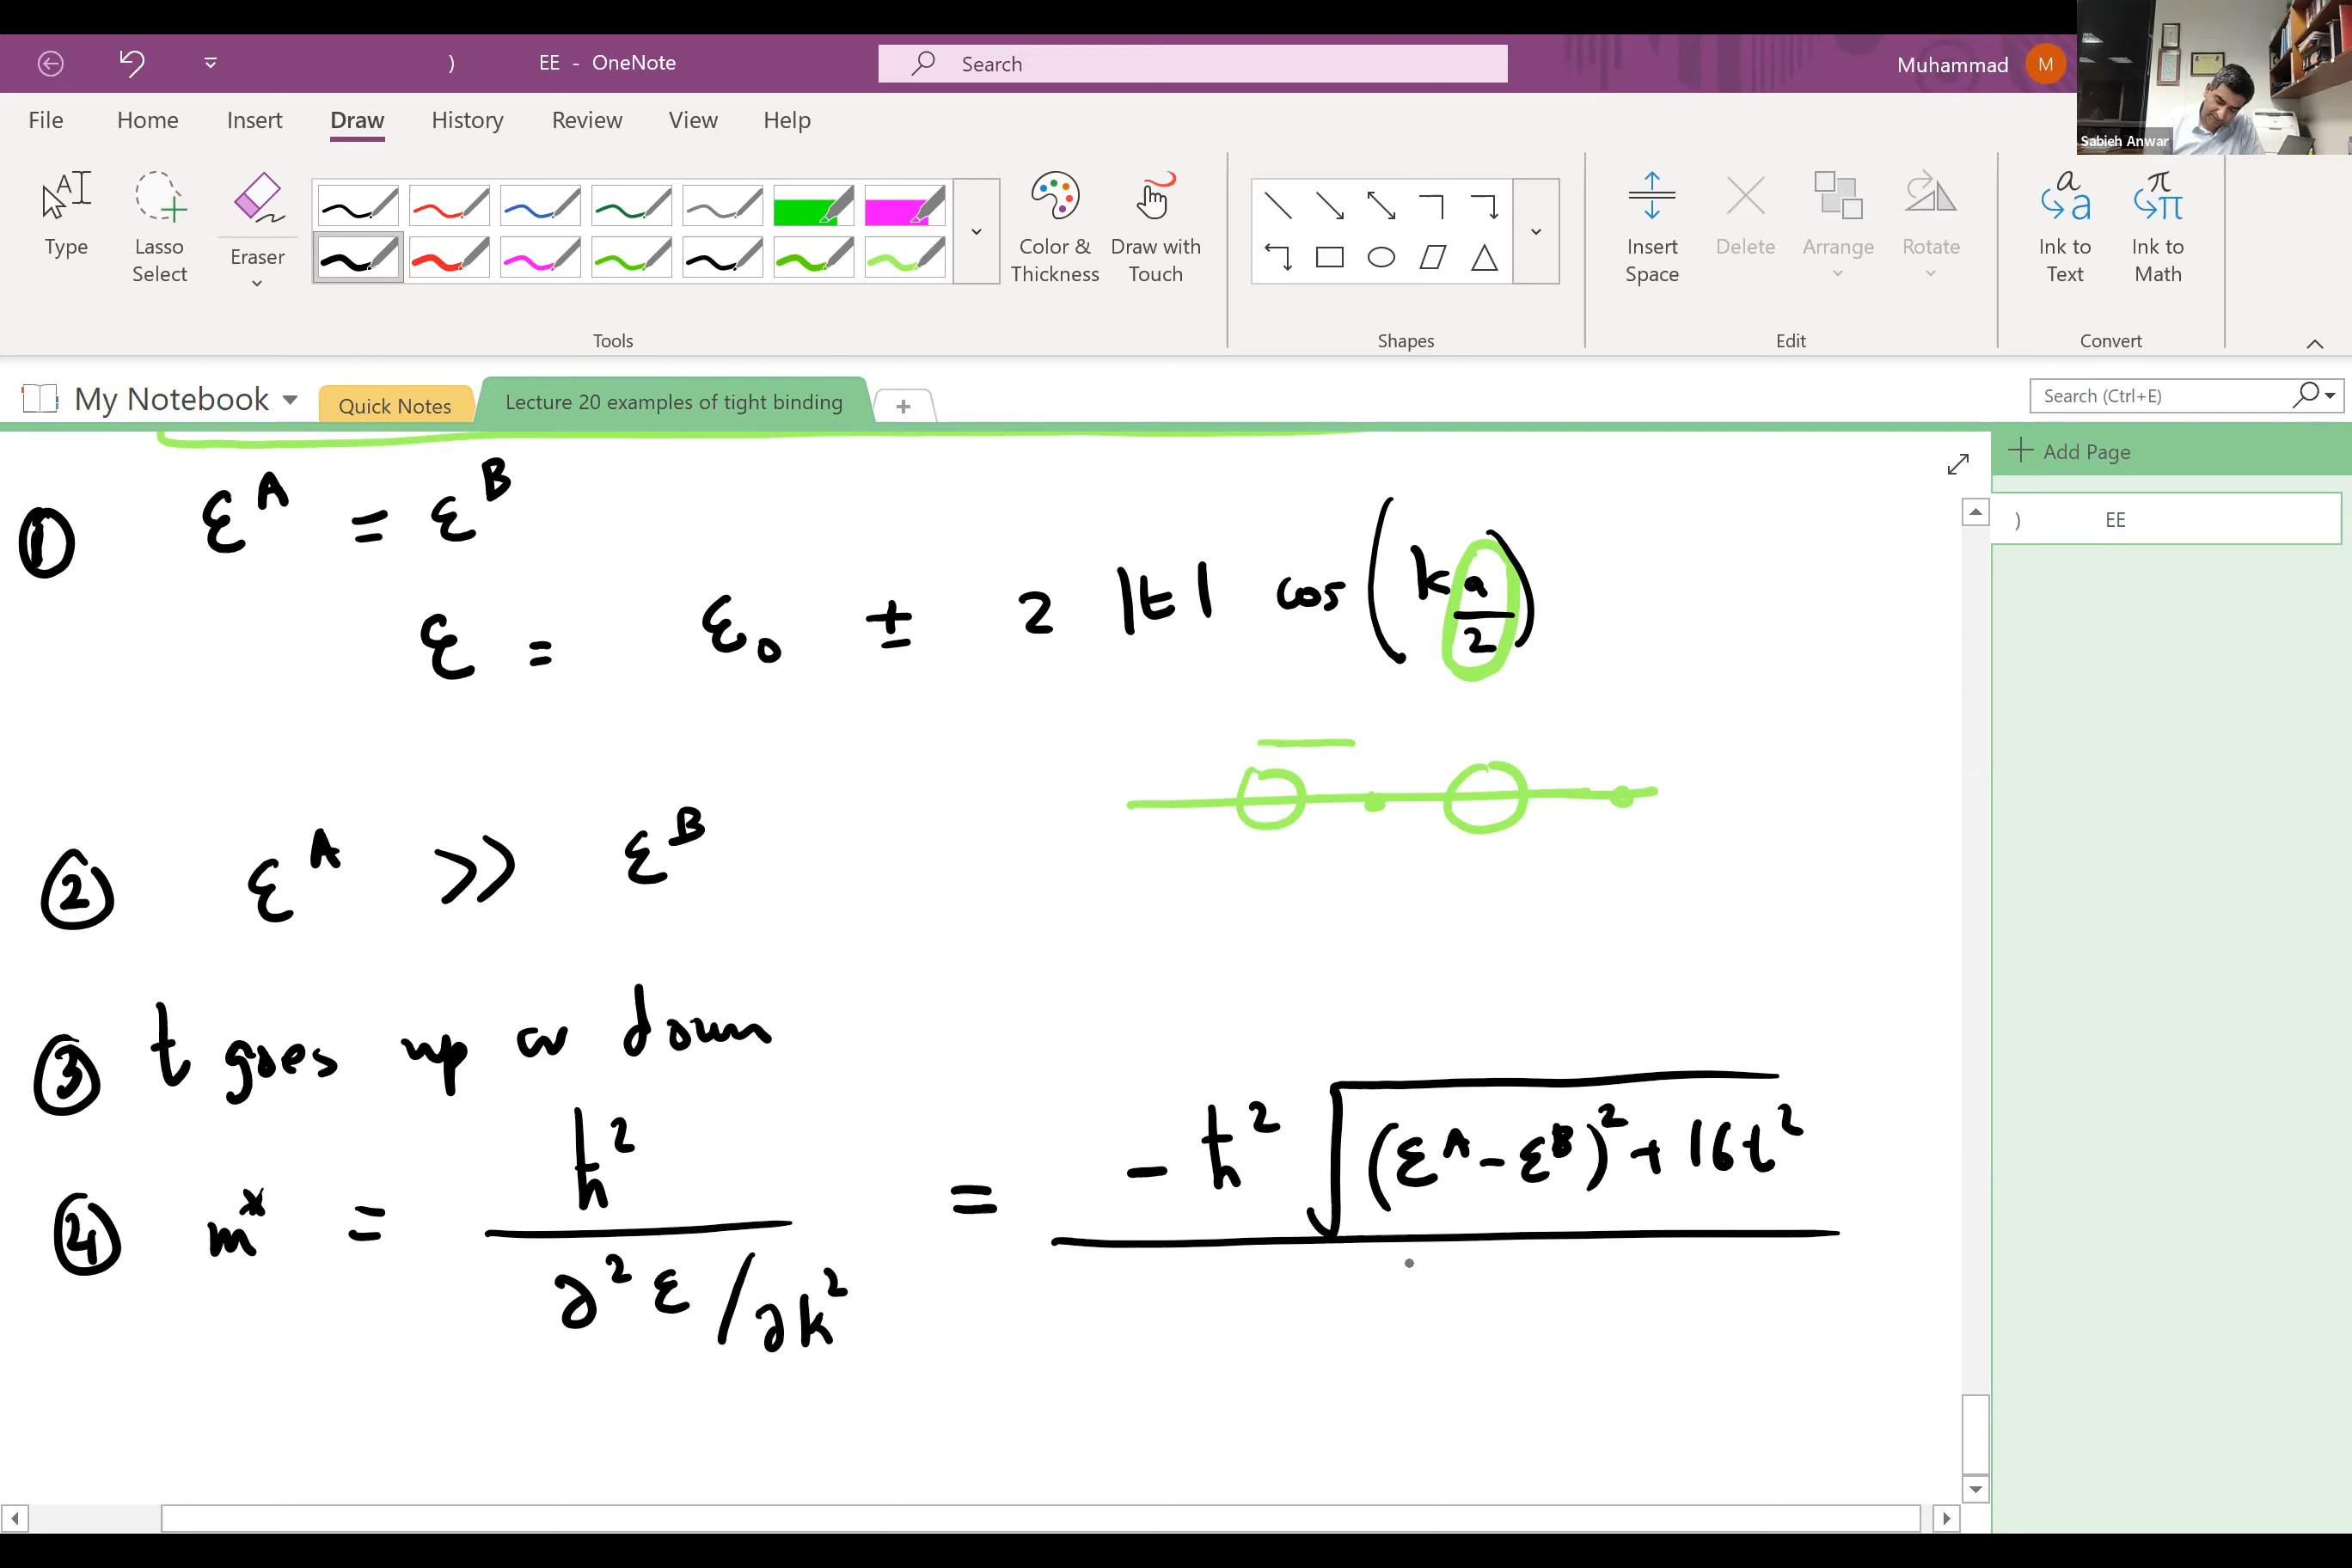 ) EE - OneNote
Search
Muhammad M
Sabieh Anwar
File Home Insert Draw History Review View Help
Type
Lasso Select
Eraser
Color & Thickness
Draw with Touch
Insert Space
Delete
Arrange
Rotate
Ink to Text
Ink to Math
Tools Shapes Edit Convert
My Notebook Quick Notes Lecture 20 examples of tight binding + Search (Ctrl+E)
Add Page
) EE
① ε^A = ε^B
ε = ε₀ ± 2 |t| cos (k a/2)
② ε^A >> ε^B
③ t goes up or down
④ m* = ħ² / ∂²ε/∂k² = -ħ² √((ε^A - ε^B)² + 16t²)